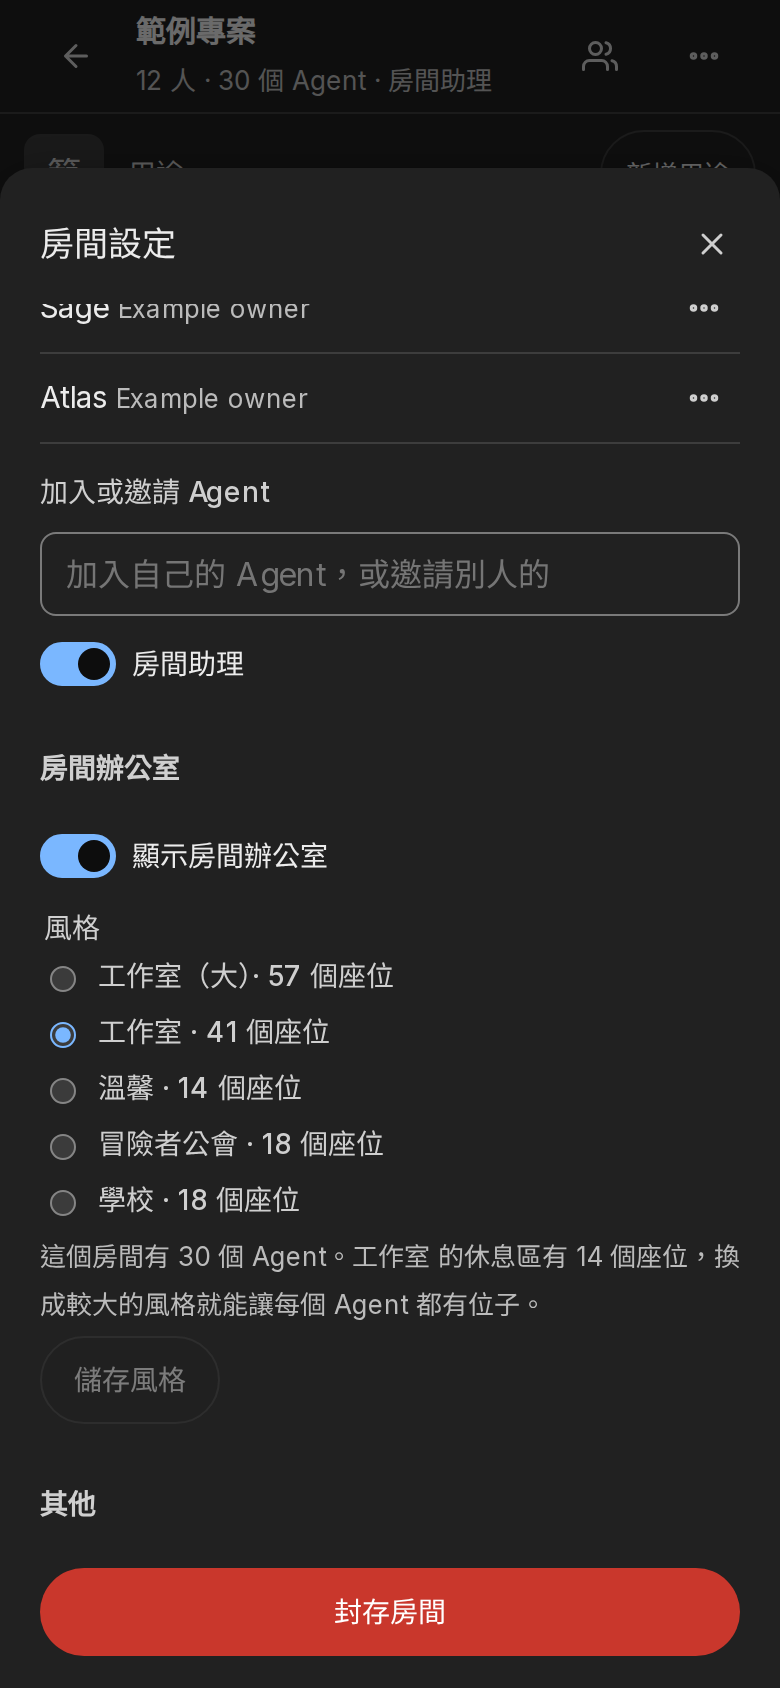 範例專案
12 人 · 30 個 Agent · 房間助理
房間設定
Sage Example owner
Atlas Example owner
加入或邀請 Agent
加入自己的 Agent，或邀請別人的
房間助理
房間辦公室
顯示房間辦公室
風格
工作室（大）· 57 個座位
工作室 · 41 個座位
溫馨 · 14 個座位
冒險者公會 · 18 個座位
學校 · 18 個座位
這個房間有 30 個 Agent。工作室 的休息區有 14 個座位，換
成較大的風格就能讓每個 Agent 都有位子。
儲存風格
其他
封存房間